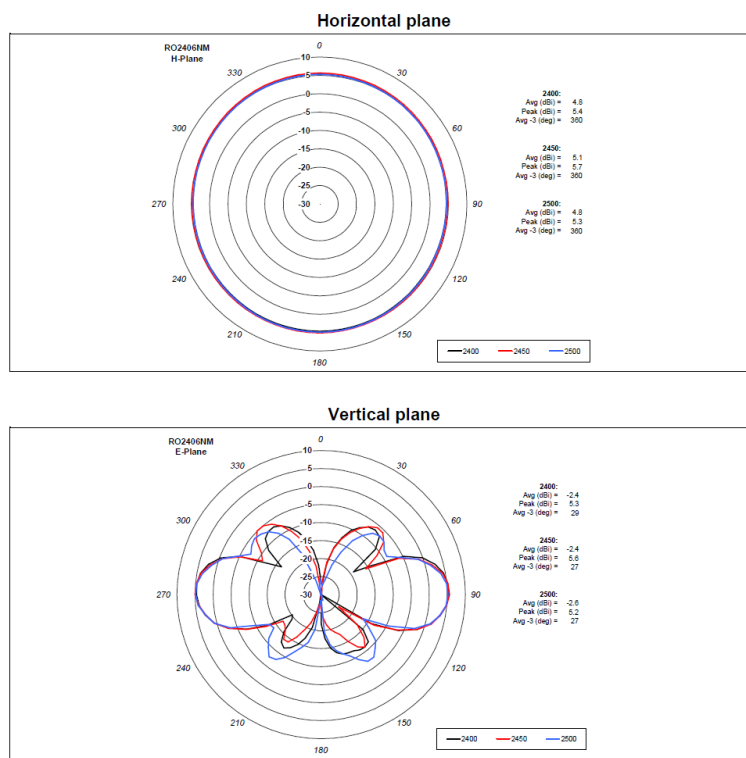 Horizontal plane
RO2406NM
H-Plane
0
30
60
90
120
150
180
210
240
270
300
330
10
5
0
-5
-10
-15
-20
-25
-30
2400:
Avg (dBi) = 4.8
Peak (dBi) = 5.4
Avg -3 (deg) = 360
2450:
Avg (dBi) = 5.1
Peak (dBi) = 5.7
Avg -3 (deg) = 360
2500:
Avg (dBi) = 4.8
Peak (dBi) = 5.3
Avg -3 (deg) = 360
2400 2450 2500
Vertical plane
RO2406NM
E-Plane
0
30
60
90
120
150
180
210
240
270
300
330
10
5
0
-5
-10
-15
-20
-25
-30
2400:
Avg (dBi) = -2.4
Peak (dBi) = 5.3
Avg -3 (deg) = 29
2450:
Avg (dBi) = -2.4
Peak (dBi) = 5.6
Avg -3 (deg) = 27
2500:
Avg (dBi) = -2.6
Peak (dBi) = 5.2
Avg -3 (deg) = 27
2400 2450 2500